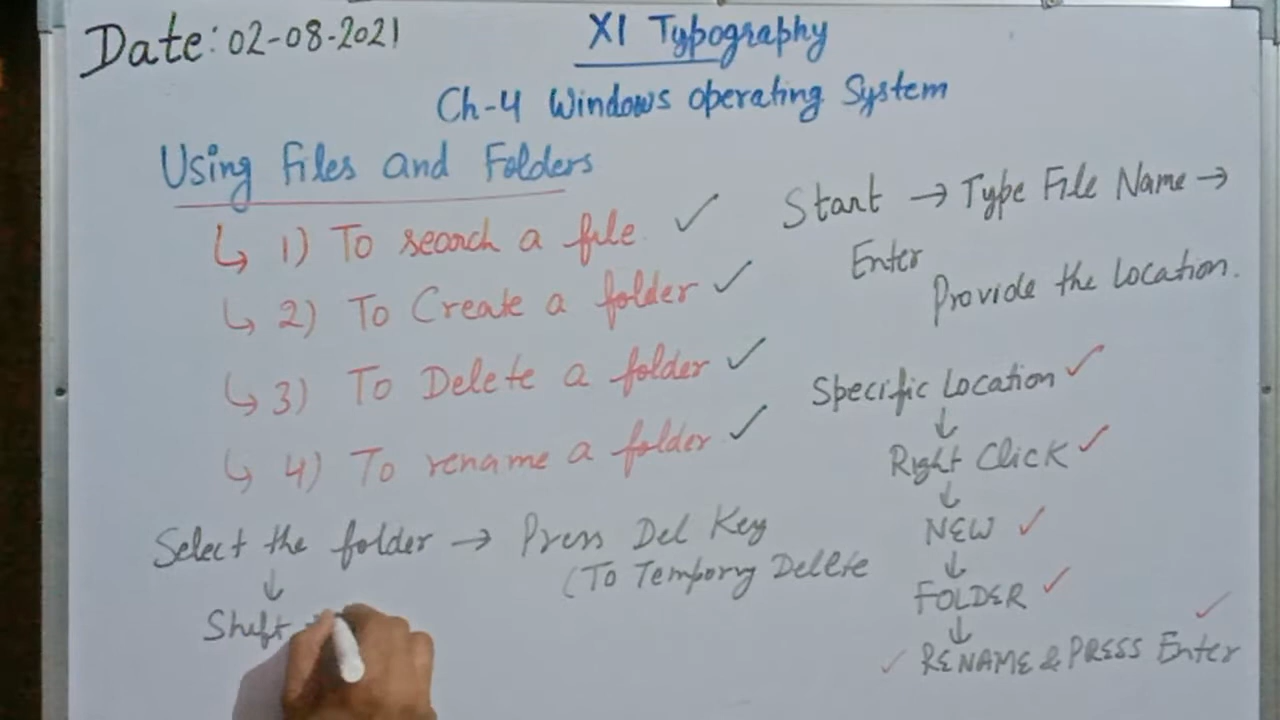 Date: 02-08-2021
XI Typography
Ch-4 Windows Operating System
Using Files and Folders
↳ 1) To search a file ✓
↳ 2) To Create a folder ✓
↳ 3) To Delete a folder ✓
↳ 4) To rename a folder ✓
Start → Type File Name →
Enter
Provide the Location.
Specific Location ✓
↓
Right Click ✓
↓
NEW ✓
↓
FOLDER ✓
↓
✓ RENAME & PRESS Enter ✓
Select the folder → Press Del Key
(To Temporry Delete
↓
Sheft